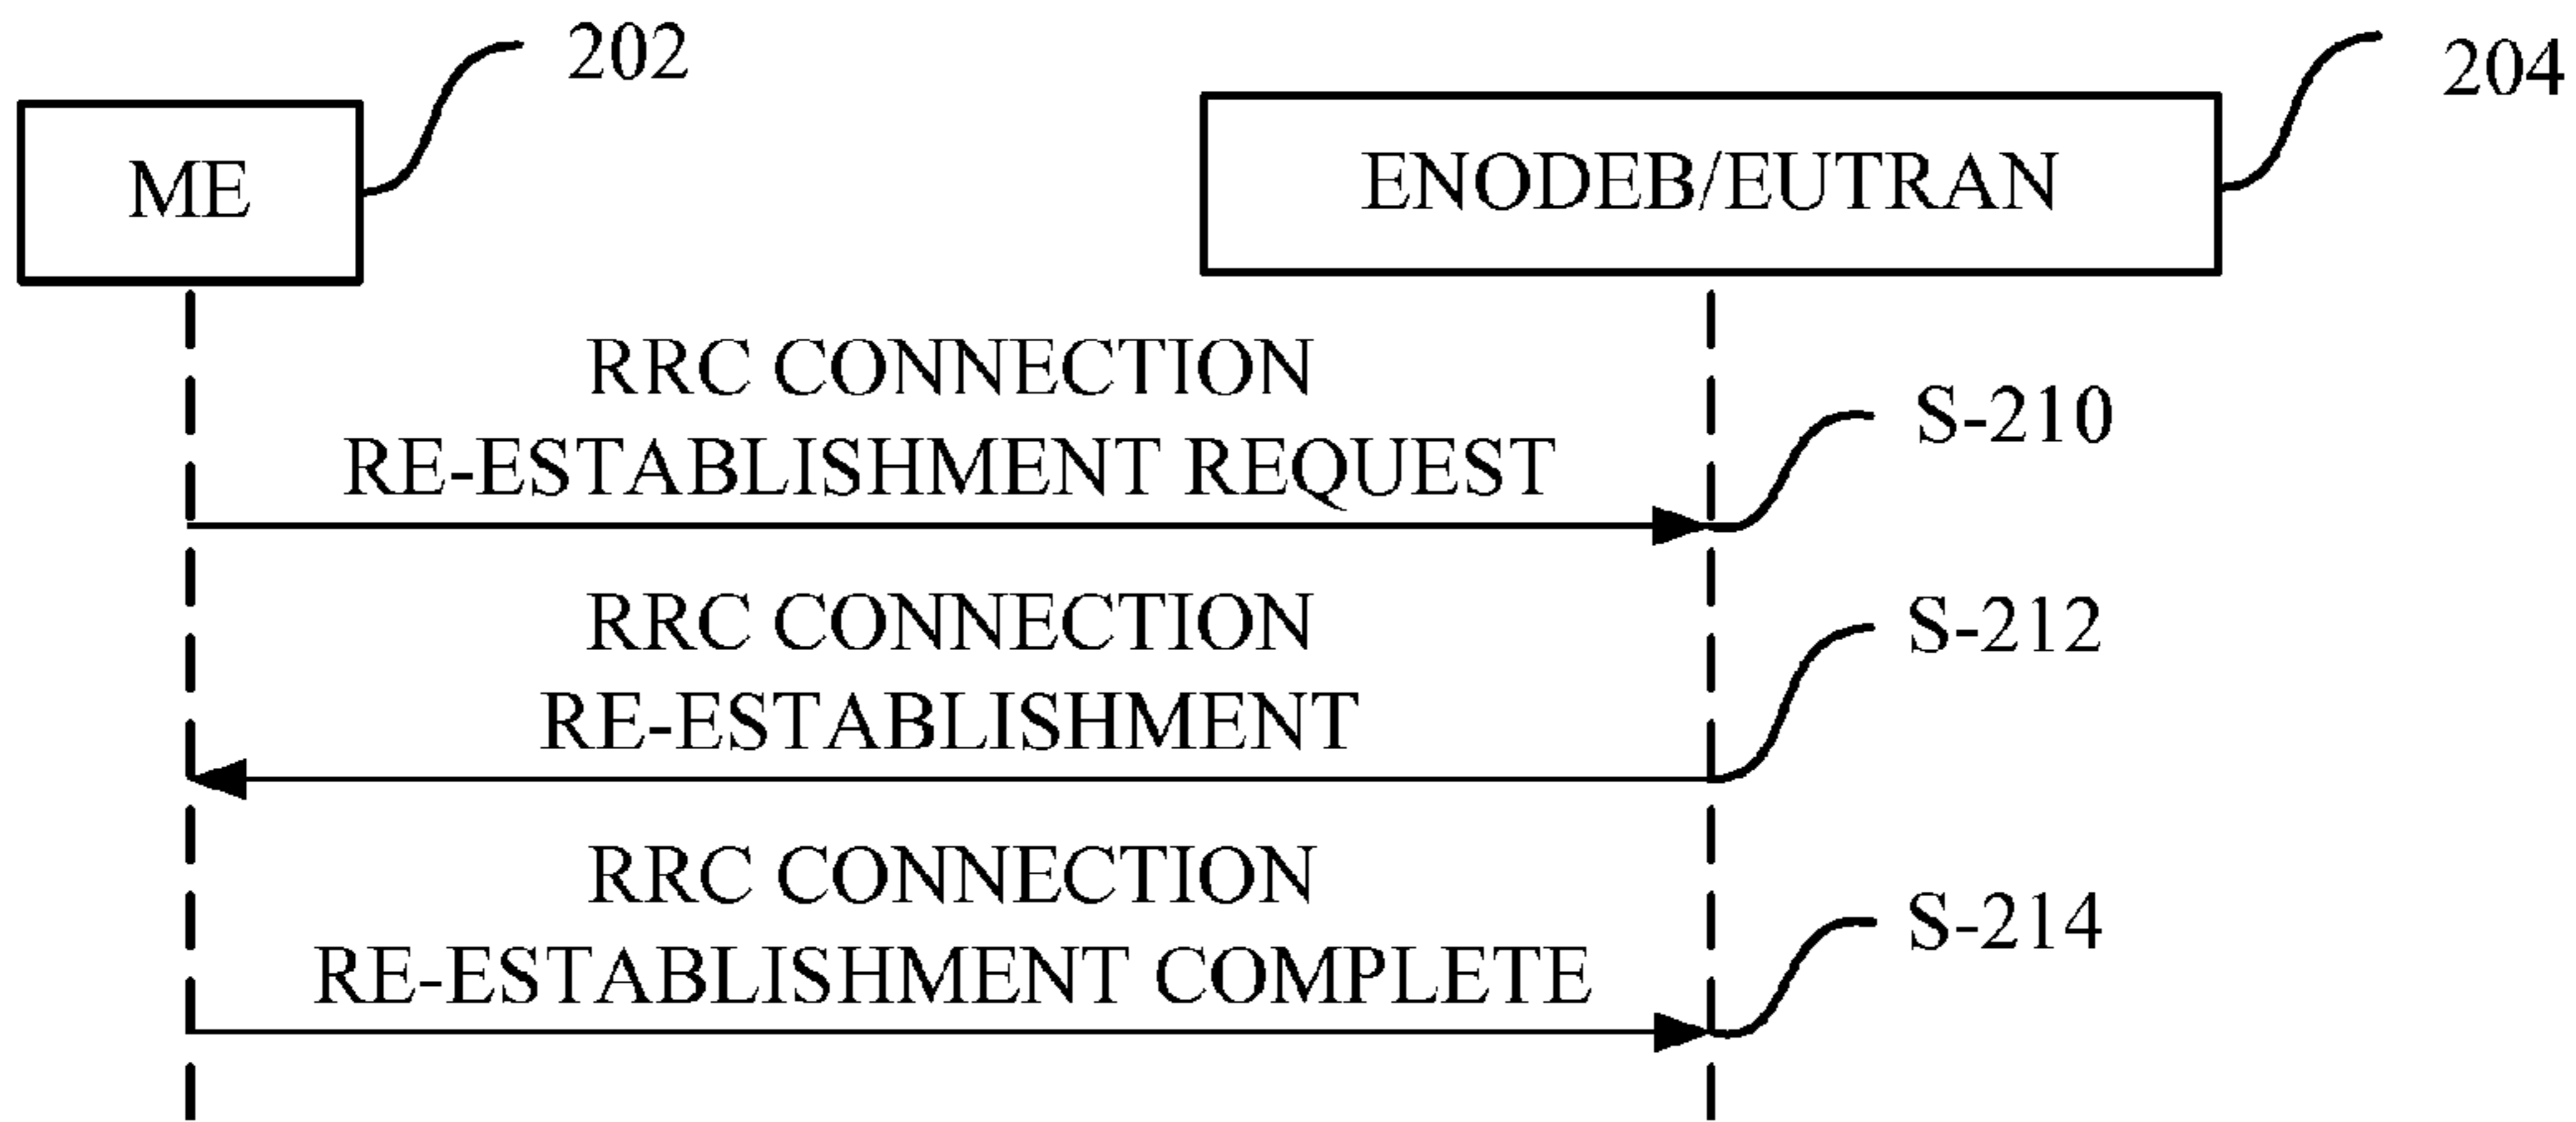 202
204
ME
ENODEB/EUTRAN
RRC CONNECTION
RE-ESTABLISHMENT REQUEST
S-210
RRC CONNECTION
RE-ESTABLISHMENT
S-212
RRC CONNECTION
RE-ESTABLISHMENT COMPLETE
S-214